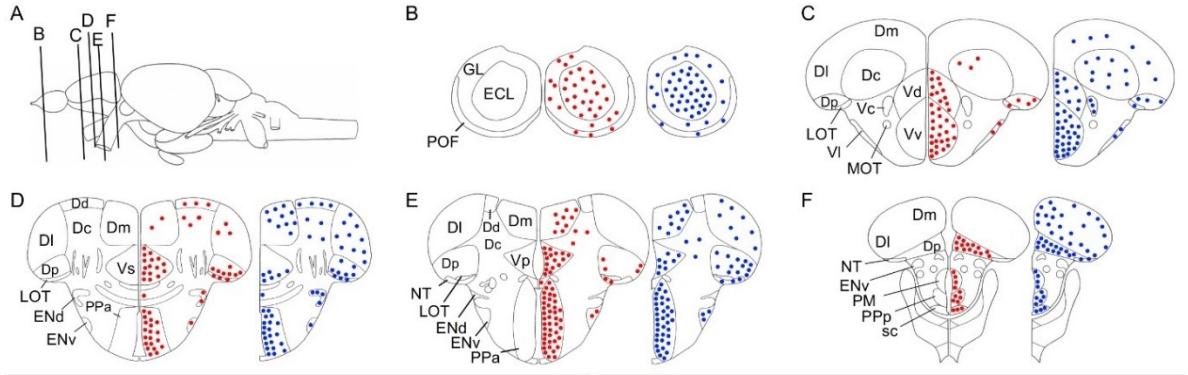 A
B
C
D
E
F
B
GL
ECL
POF
C
Dm
Dl
Dc
Dp
Vd
Vc
LOT
Vv
Vl
MOT
D
Dd
Dc
Dm
Dl
Dp
Vs
LOT
PPa
ENd
ENv
E
Dm
Dl
Dd
Dc
Dp
Vp
NT
LOT
ENd
ENv
PPa
F
Dm
Dl
Dp
NT
ENv
PM
PPp
sc